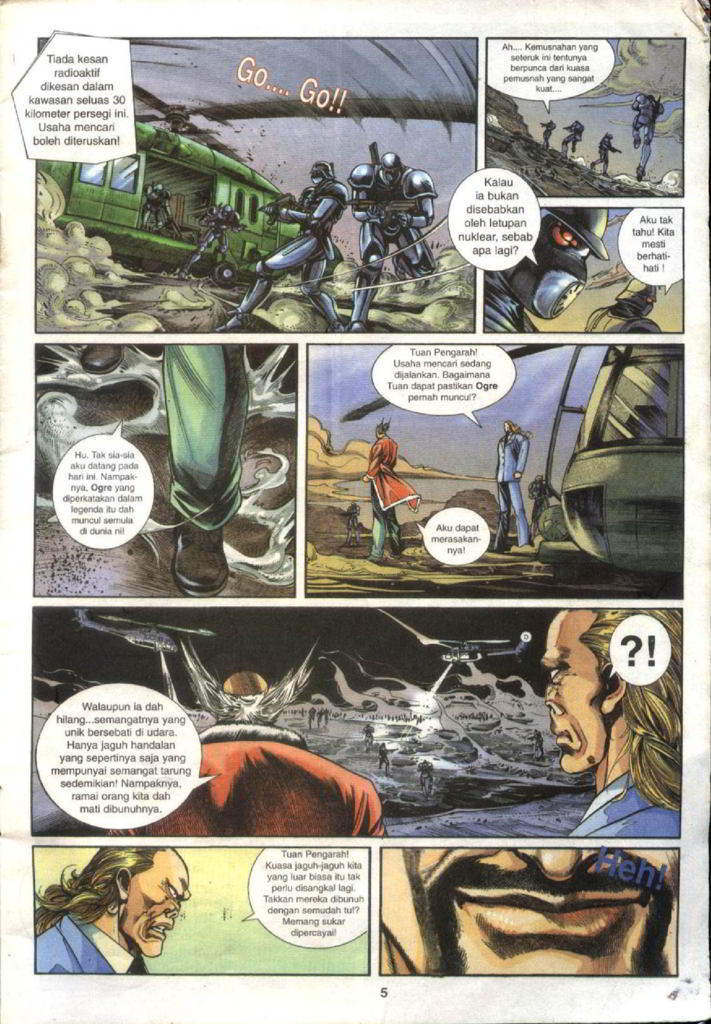 Tiada kesan
radioaktif
dikesan dalam
kawasan seluas 30
kilometer persegi ini.
Usaha mencari
boleh diteruskan!
Go.... Go!!
Ah.... Kemusnahan yang
seteruk ini tentunya
berpunca dari kuasa
pemusnah yang sangat
kuat....
Kalau
ia bukan
disebabkan
oleh letupan
nuklear, sebab
apa lagi?
Aku tak
tahu! Kita
mesti
berhati-
hati !
Hu. Tak sia-sia
aku datang pada
hari ini. Nampak-
nya, Ogre yang
diperkatakan dalam
legenda itu dah
muncul semula
di dunia ni!
Tuan Pengarah!
Usaha mencari sedang
dijalankan. Bagaimana
Tuan dapat pastikan Ogre
pernah muncul?
Aku dapat
merasakan-
nya!
Walaupun ia dah
hilang...semangatnya yang
unik bersebati di udara.
Hanya jaguh handalan
yang sepertinya saja yang
mempunyai semangat tarung
sedemikian! Nampaknya,
ramai orang kita dah
mati dibunuhnya.
?!
Tuan Pengarah!
Kuasa jaguh-jaguh kita
yang luar biasa itu tak
perlu disangkal lagi.
Takkan mereka dibunuh
dengan semudah tu!?
Memang sukar
dipercayai!
Heh!
5